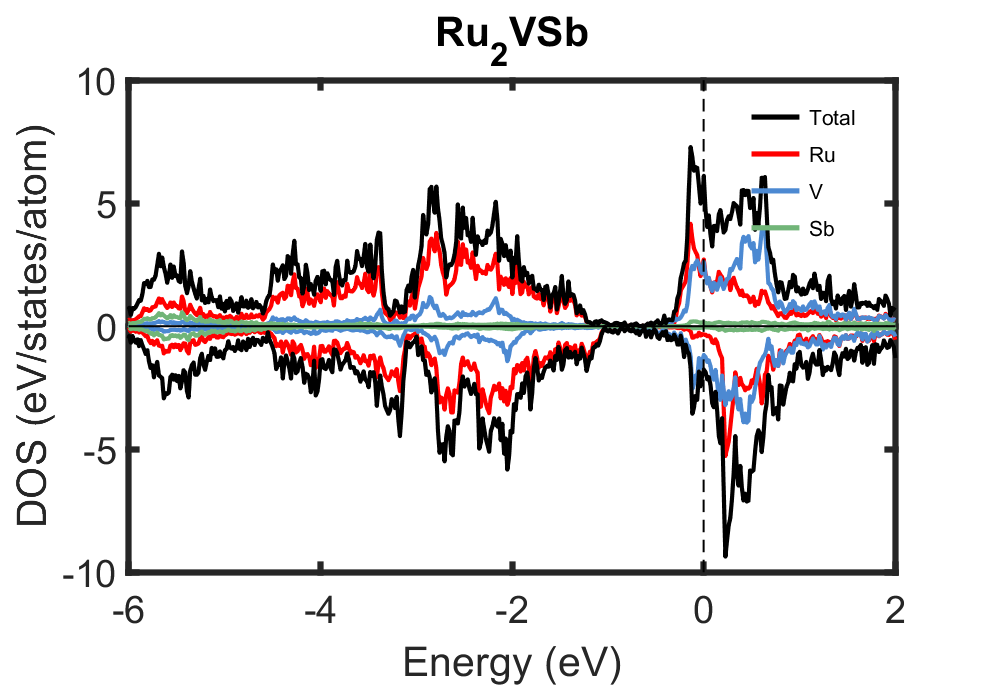 Ru₂VSb
10
5
0
-5
-10
DOS (eV/states/atom)
Total
Ru
V
Sb
-6 -4 -2 0 2
Energy (eV)